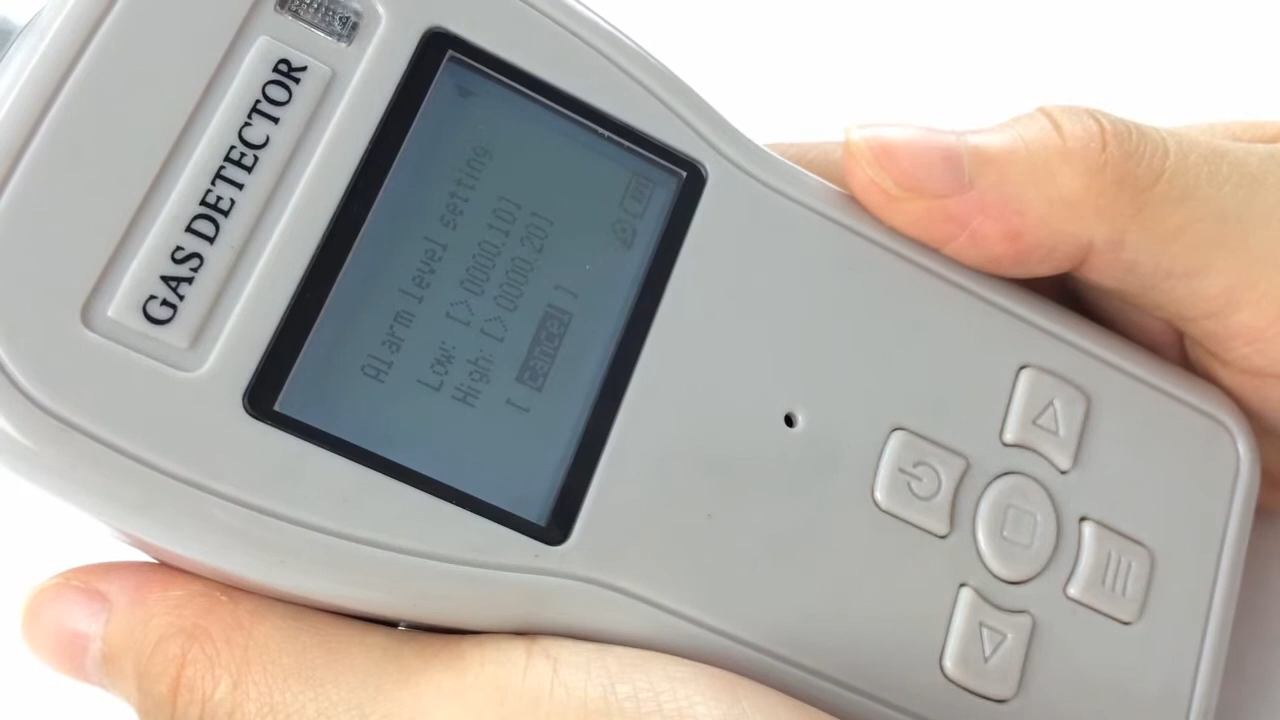 GAS DETECTOR
Alarm level setting
Low: [>0000.10]
High: [>0000.20]
[ Cancel ]